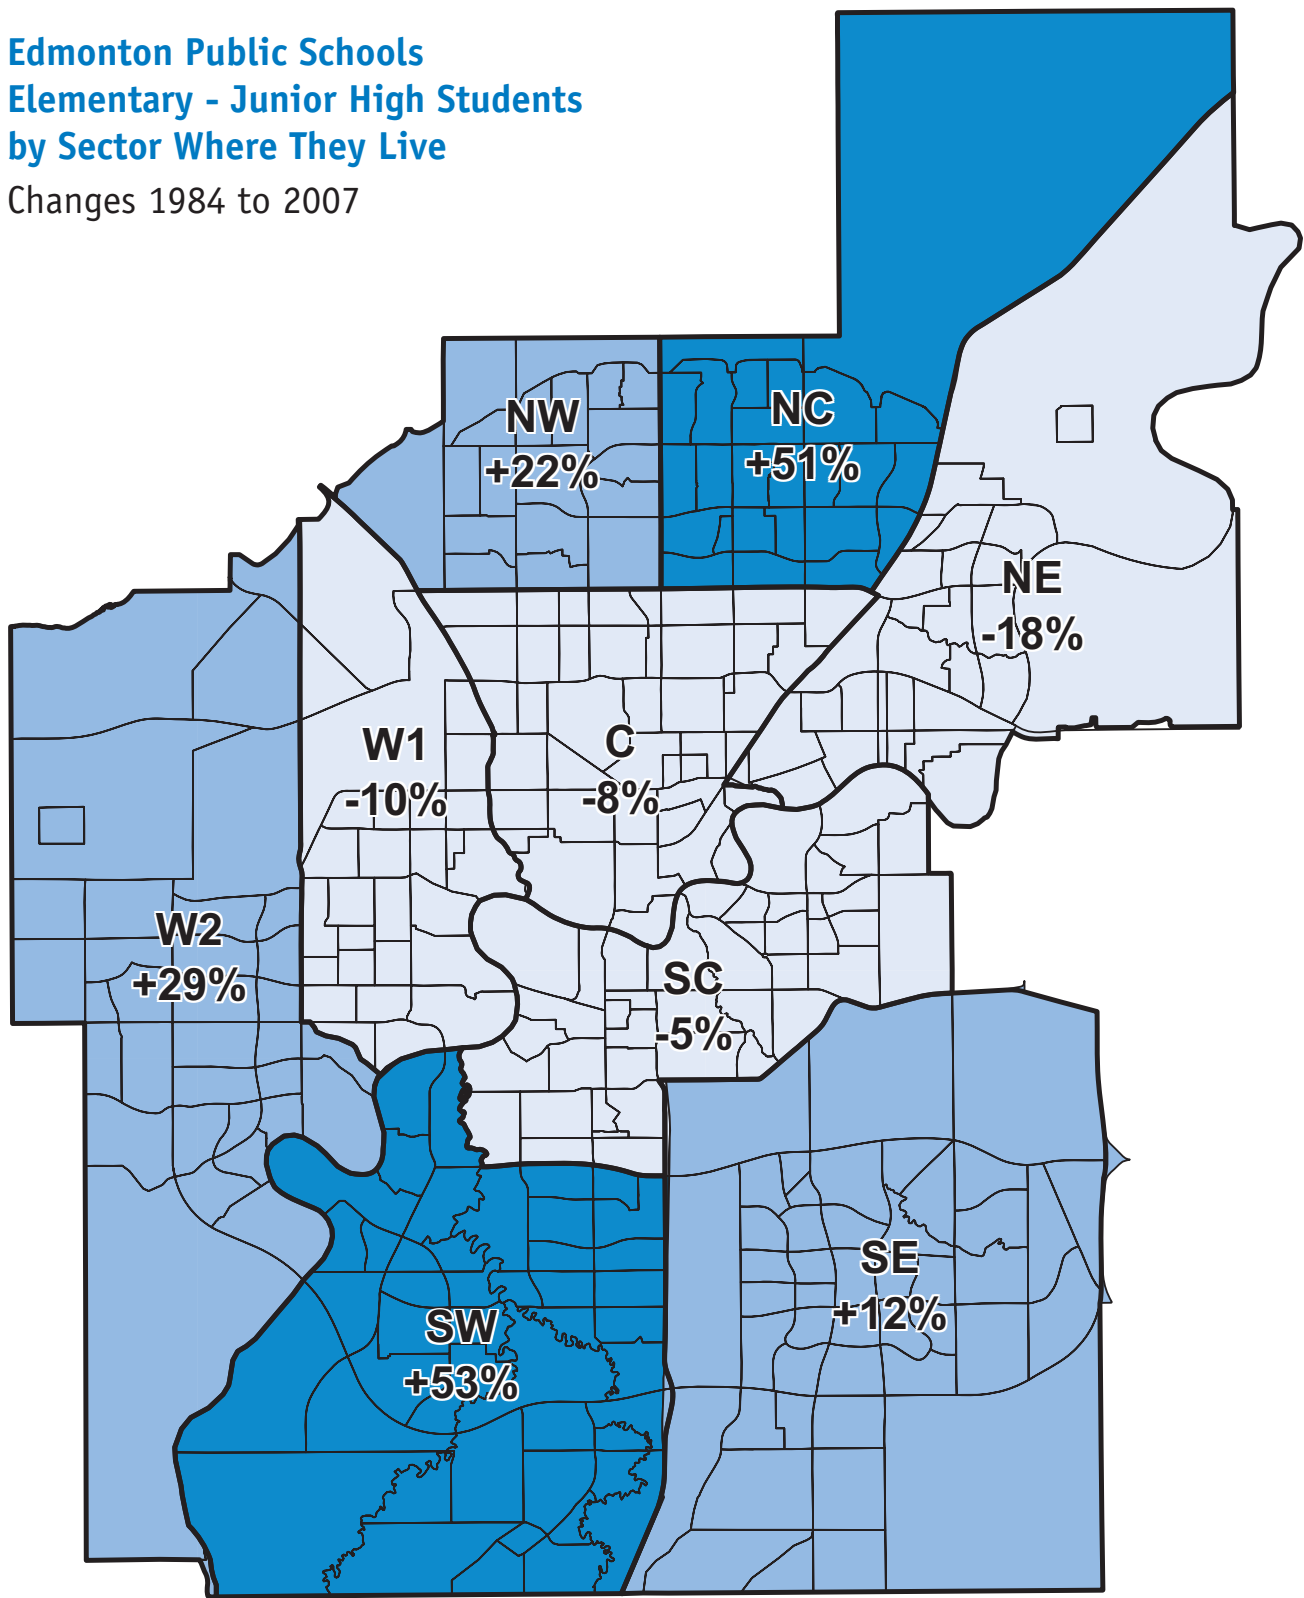 Edmonton Public Schools
Elementary - Junior High Students
by Sector Where They Live
Changes 1984 to 2007
NW
+22%
NC
+51%
NE
-18%
W1
-10%
C
-8%
W2
+29%
SC
-5%
SE
+12%
SW
+53%